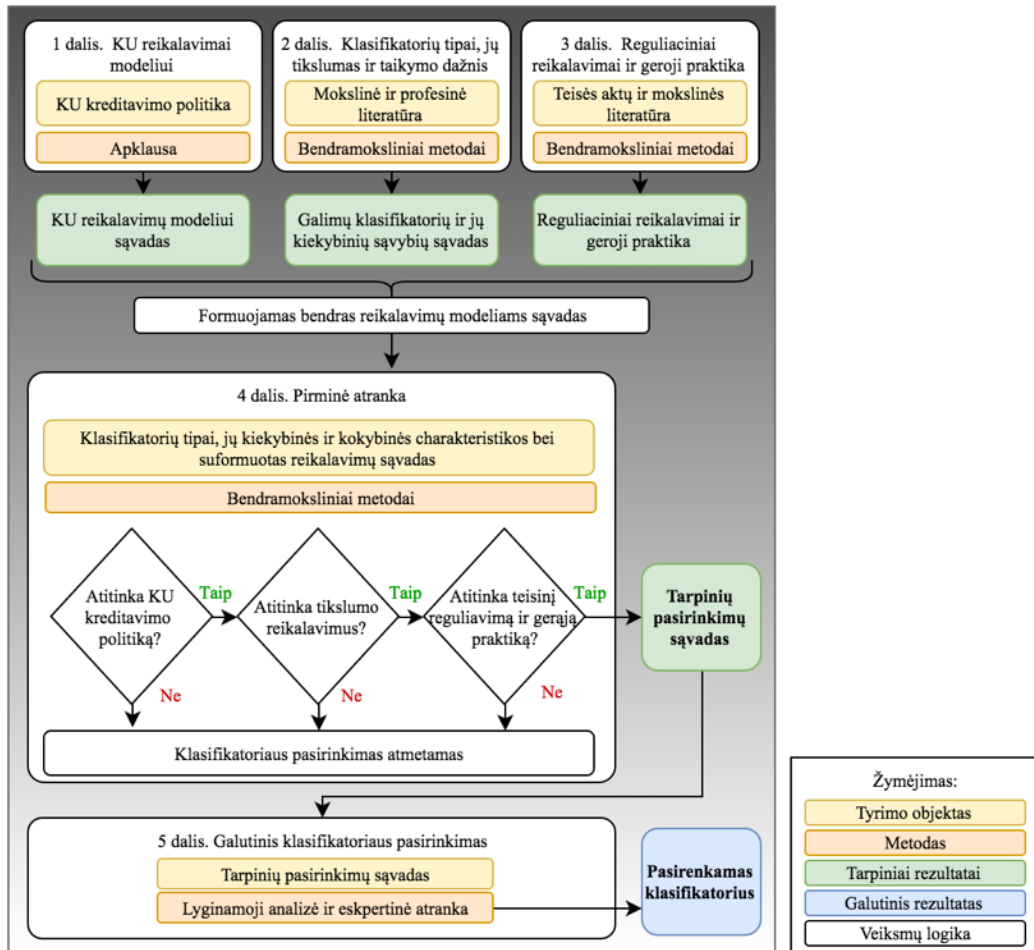 1 dalis.  KU reikalavimai
modeliui
KU kreditavimo politika
Apklausa
2 dalis.  Klasifikatorių tipai, jų
tikslumas ir taikymo dažnis
Mokslinė ir profesinė
literatūra
Bendramoksliniai metodai
3 dalis. Reguliaciniai
reikalavimai ir geroji praktika
Teisės aktų ir mokslinės
literatūra
Bendramoksliniai metodai
KU reikalavimų modeliui
sąvadas
Galimų klasifikatorių ir jų
kiekybinių sąvybių sąvadas
Reguliaciniai reikalavimai ir
geroji praktika
Formuojamas bendras reikalavimų modeliams sąvadas
4 dalis. Pirminė atranka
Klasifikatorių tipai, jų kiekybinės ir kokybinės charakteristikos bei
suformuotas reikalavimų sąvadas
Bendramoksliniai metodai
Atitinka KU
kreditavimo
politiką?
Taip
Ne
Atitinka tikslumo
reikalavimus?
Taip
Ne
Atitinka teisinį
reguliavimą ir gerąją
praktiką?
Taip
Ne
Tarpinių
pasirinkimų
sąvadas
Klasifikatoriaus pasirinkimas atmetamas
5 dalis. Galutinis klasifikatoriaus pasirinkimas
Tarpinių pasirinkimų sąvadas
Lyginamoji analizė ir eskpertinė atranka
Pasirenkamas
klasifikatorius
Žymėjimas:
Tyrimo objektas
Metodas
Tarpiniai rezultatai
Galutinis rezultatas
Veiksmų logika